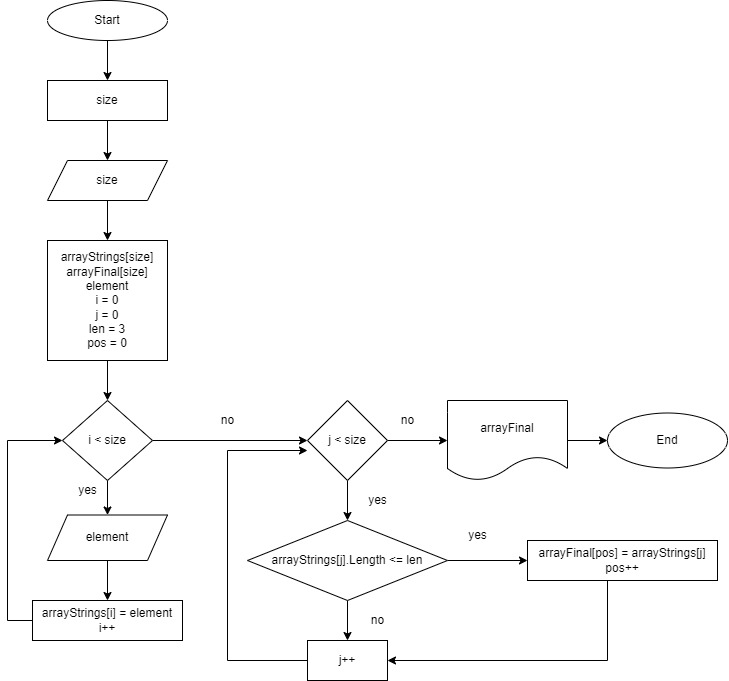 Start
size
size
arrayStrings[size]
arrayFinal[size]
element
i = 0
j = 0
len = 3
pos = 0
i < size
no
j < size
no
arrayFinal
End
yes
element
arrayStrings[i] = element
i++
yes
arrayStrings[j].Length <= len
yes
arrayFinal[pos] = arrayStrings[j]
pos++
no
j++